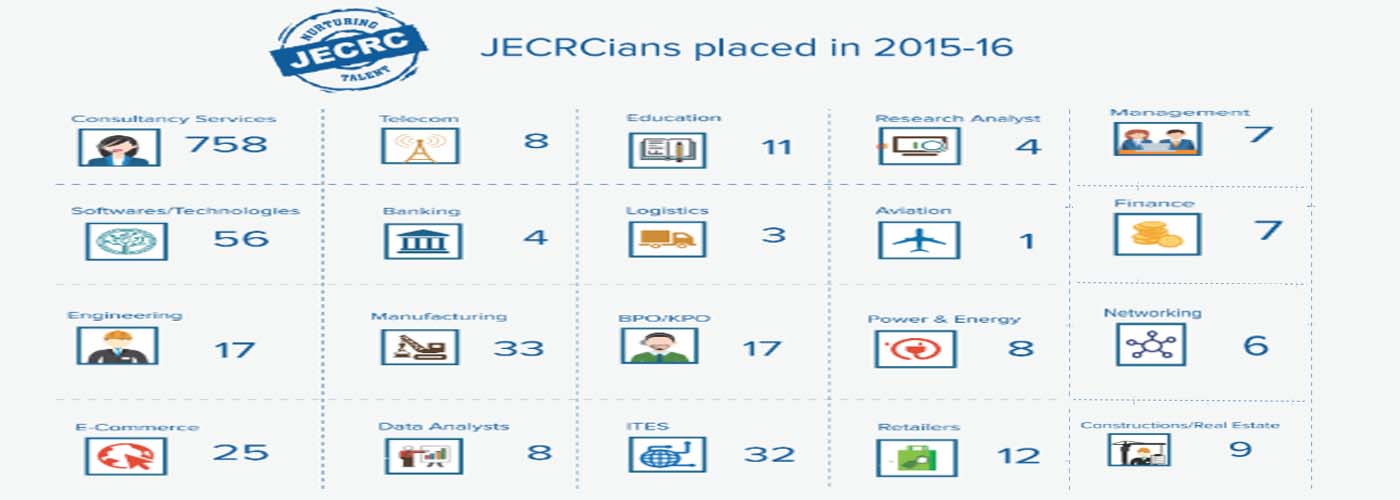 NURTURING
JECRC
TALENT
JECRCians placed in 2015-16
Consultancy Services
758
Telecom
8
Education
11
Research Analyst
4
Management
7
Softwares/Technologies
56
Banking
4
Logistics
3
Aviation
1
Finance
7
Engineering
17
Manufacturing
33
BPO/KPO
17
Power & Energy
8
Networking
6
E-Commerce
25
Data Analysts
8
ITES
32
Retailers
12
Constructions/Real Estate
9